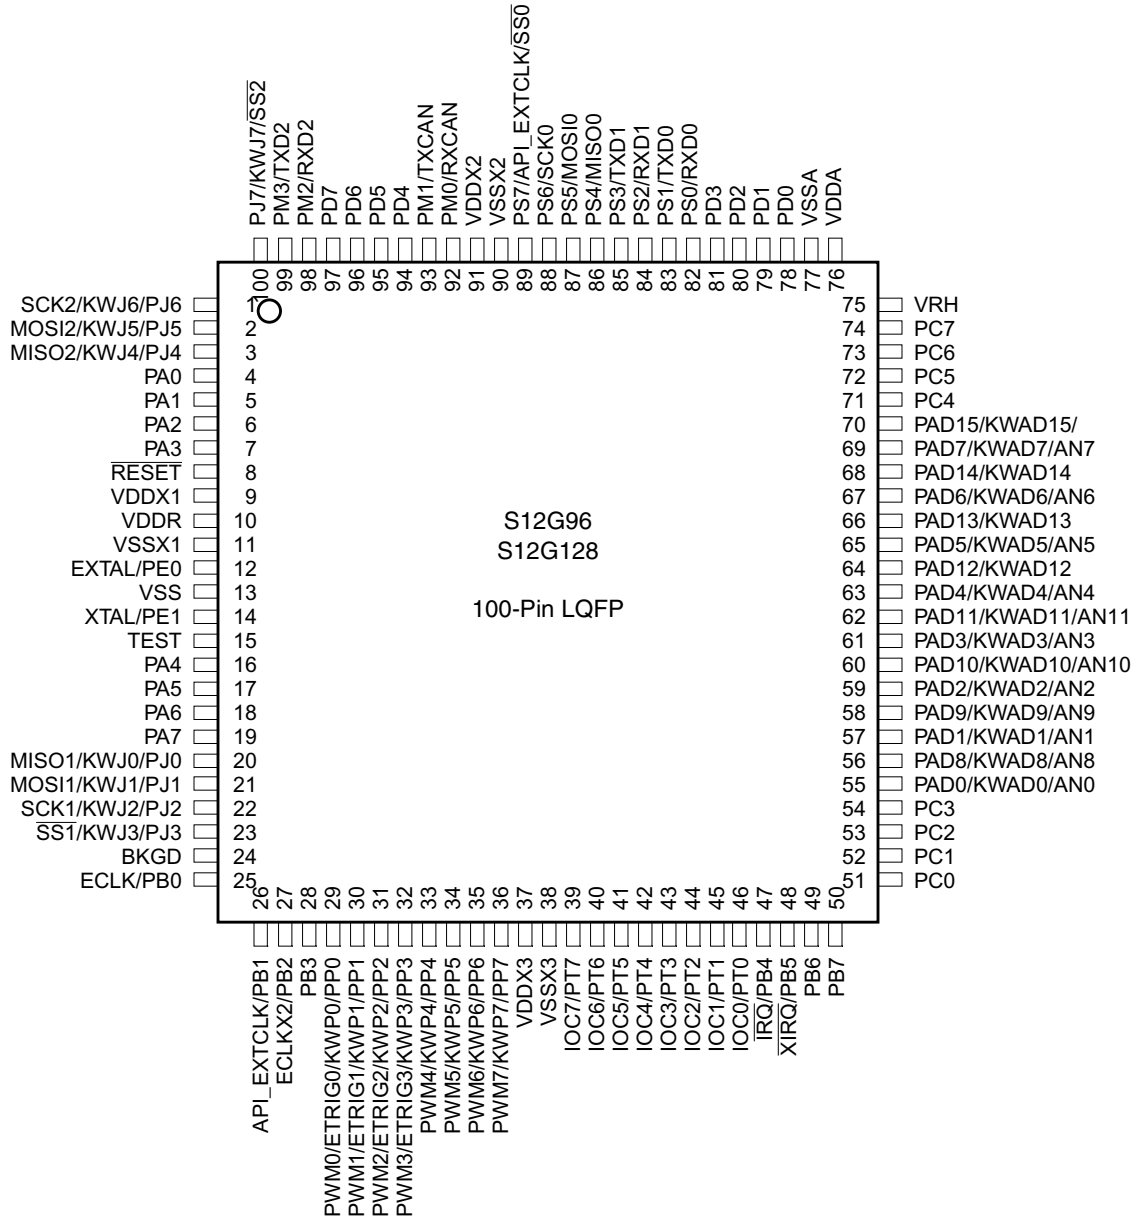 PJ7/KWJ7/SS2
PM3/TXD2
PM2/RXD2
PD7
PD6
PD5
PD4
PM1/TXCAN
PM0/RXCAN
VDDX2
VSSX2
PS7/API_EXTCLK/SS0
PS6/SCK0
PS5/MOSI0
PS4/MISO0
PS3/TXD1
PS2/RXD1
PS1/TXD0
PS0/RXD0
PD3
PD2
PD1
PD0
VSSA
VDDA
100
99
98
97
96
95
94
93
92
91
90
89
88
87
86
85
84
83
82
81
80
79
78
77
76
SCK2/KWJ6/PJ6 1
MOSI2/KWJ5/PJ5 2
MISO2/KWJ4/PJ4 3
PA0 4
PA1 5
PA2 6
PA3 7
RESET 8
VDDX1 9
VDDR 10
VSSX1 11
EXTAL/PE0 12
VSS 13
XTAL/PE1 14
TEST 15
PA4 16
PA5 17
PA6 18
PA7 19
MISO1/KWJ0/PJ0 20
MOSI1/KWJ1/PJ1 21
SCK1/KWJ2/PJ2 22
SS1/KWJ3/PJ3 23
BKGD 24
ECLK/PB0 25
S12G96
S12G128
100-Pin LQFP
75 VRH
74 PC7
73 PC6
72 PC5
71 PC4
70 PAD15/KWAD15/
69 PAD7/KWAD7/AN7
68 PAD14/KWAD14
67 PAD6/KWAD6/AN6
66 PAD13/KWAD13
65 PAD5/KWAD5/AN5
64 PAD12/KWAD12
63 PAD4/KWAD4/AN4
62 PAD11/KWAD11/AN11
61 PAD3/KWAD3/AN3
60 PAD10/KWAD10/AN10
59 PAD2/KWAD2/AN2
58 PAD9/KWAD9/AN9
57 PAD1/KWAD1/AN1
56 PAD8/KWAD8/AN8
55 PAD0/KWAD0/AN0
54 PC3
53 PC2
52 PC1
51 PC0
26
27
28
29
30
31
32
33
34
35
36
37
38
39
40
41
42
43
44
45
46
47
48
49
50
API_EXTCLK/PB1
ECLKX2/PB2
PB3
PWM0/ETRIG0/KWP0/PP0
PWM1/ETRIG1/KWP1/PP1
PWM2/ETRIG2/KWP2/PP2
PWM3/ETRIG3/KWP3/PP3
PWM4/KWP4/PP4
PWM5/KWP5/PP5
PWM6/KWP6/PP6
PWM7/KWP7/PP7
VDDX3
VSSX3
IOC7/PT7
IOC6/PT6
IOC5/PT5
IOC4/PT4
IOC3/PT3
IOC2/PT2
IOC1/PT1
IOC0/PT0
IRQ/PB4
XIRQ/PB5
PB6
PB7